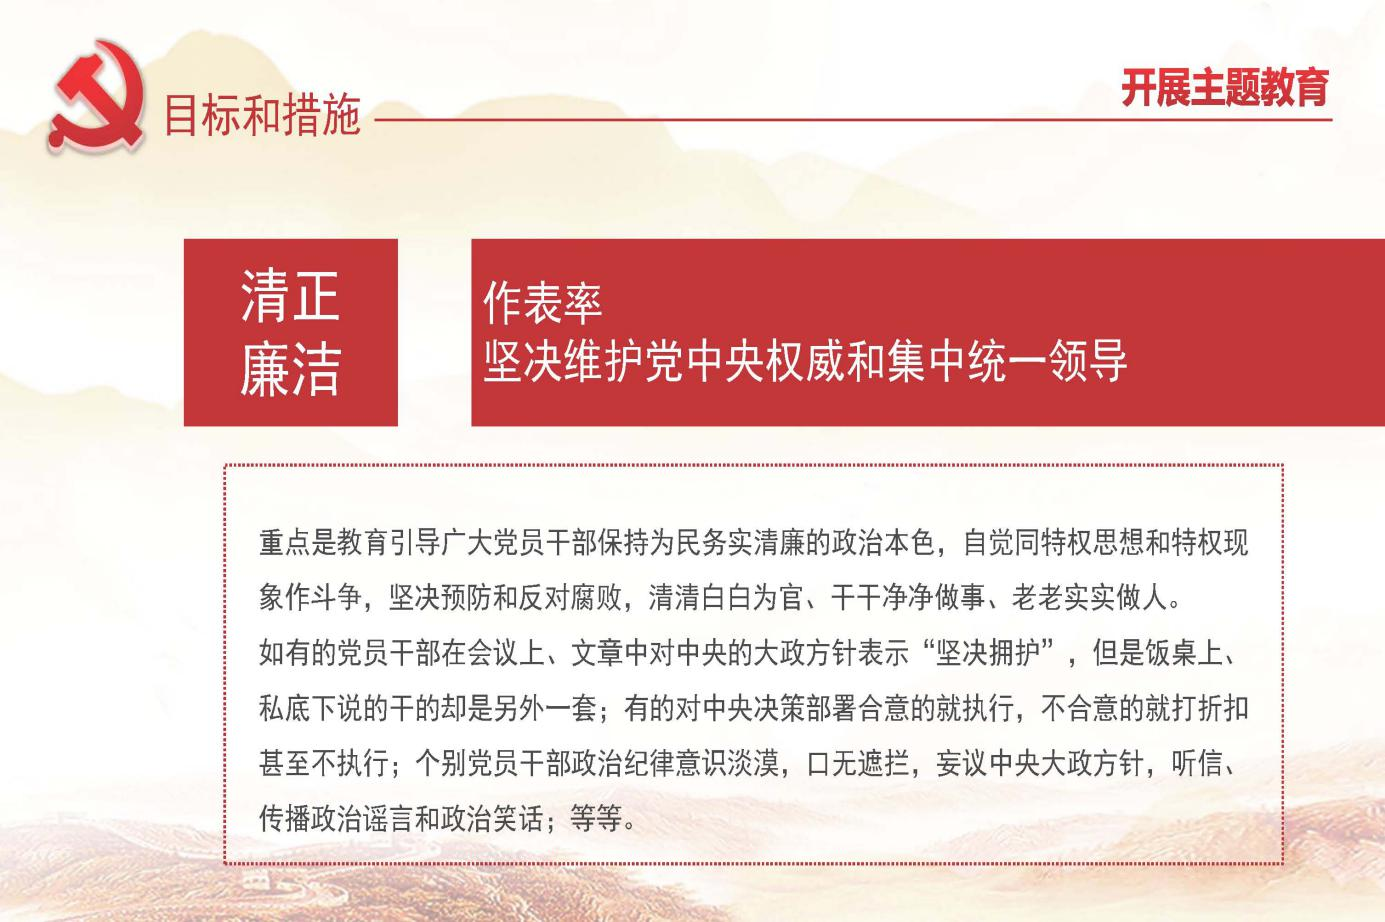 目标和措施
开展主题教育
清正
廉洁
作表率
坚决维护党中央权威和集中统一领导
重点是教育引导广大党员干部保持为民务实清廉的政治本色，自觉同特权思想和特权现
象作斗争，坚决预防和反对腐败，清清白白为官、干干净净做事、老老实实做人。
如有的党员干部在会议上、文章中对中央的大政方针表示“坚决拥护”，但是饭桌上、
私底下说的干的却是另外一套；有的对中央决策部署合意的就执行，不合意的就打折扣
甚至不执行；个别党员干部政治纪律意识淡漠，口无遮拦，妄议中央大政方针，听信、
传播政治谣言和政治笑话；等等。